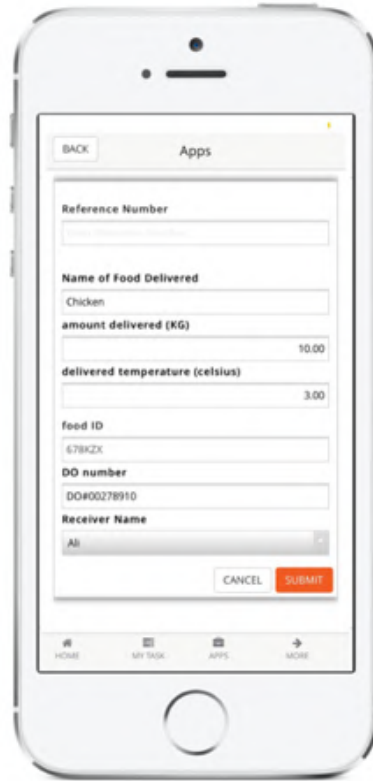 BACK
Apps
Reference Number
Name of Food Delivered
Chicken
amount delivered (KG)
10.00
delivered temperature (celsius)
3.00
food ID
678KZX
DO number
DO#00278910
Receiver Name
Ali
CANCEL SUBMIT
HOME MY TASK APPS MORE